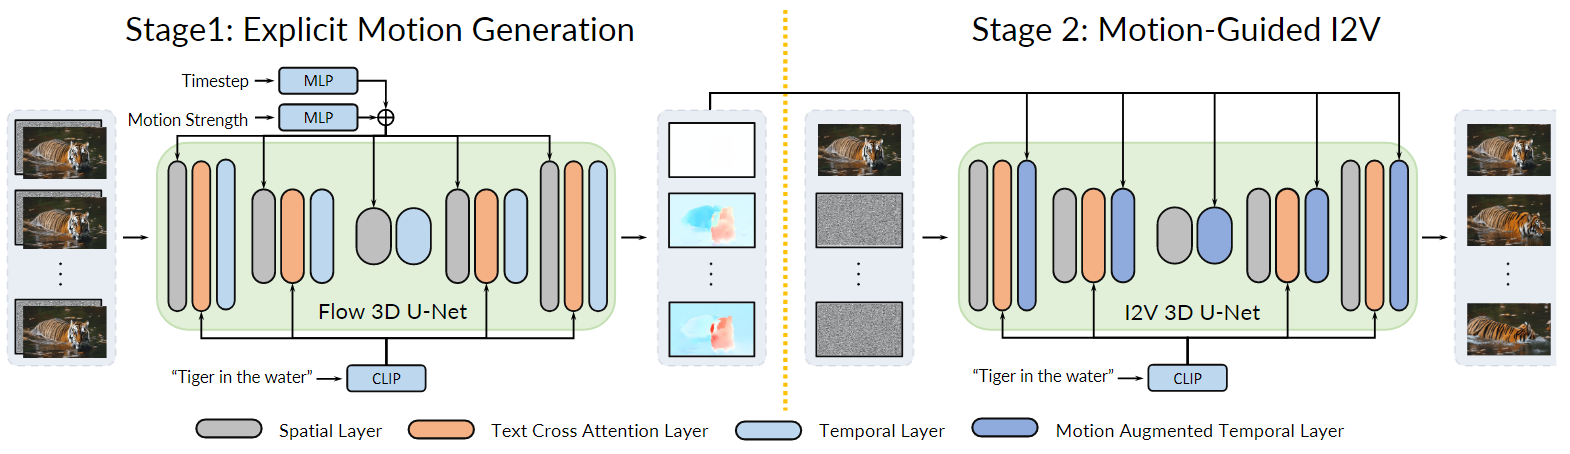 Stage1: Explicit Motion Generation
Stage 2: Motion-Guided I2V
Timestep
MLP
Motion Strength
MLP
Flow 3D U-Net
I2V 3D U-Net
"Tiger in the water"
CLIP
"Tiger in the water"
CLIP
Spatial Layer
Text Cross Attention Layer
Temporal Layer
Motion Augmented Temporal Layer